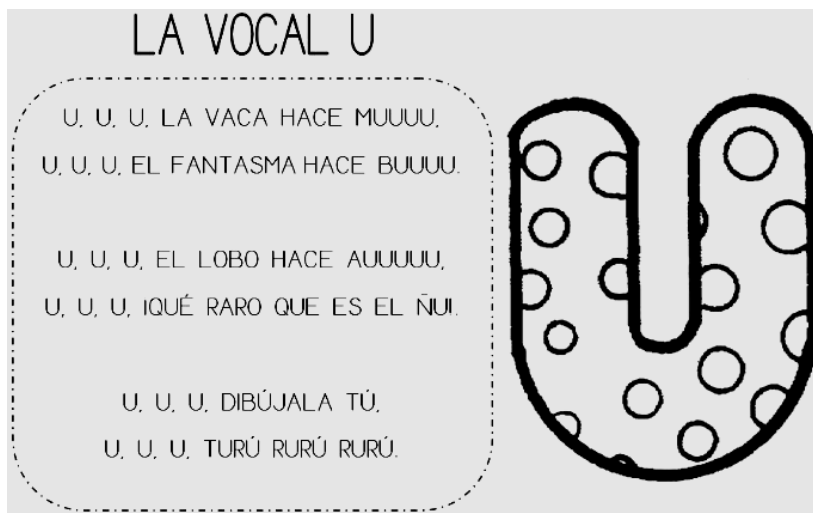 LA VOCAL U
U, U, U, LA VACA HACE MUUUU,
U, U, U, EL FANTASMA HACE BUUUU.
U, U, U, EL LOBO HACE AUUUUU,
U, U, U, ¡QUÉ RARO QUE ES EL ÑU!.
U, U, U, DIBÚJALA TÚ,
U, U, U, TURÚ RURÚ RURÚ.
U